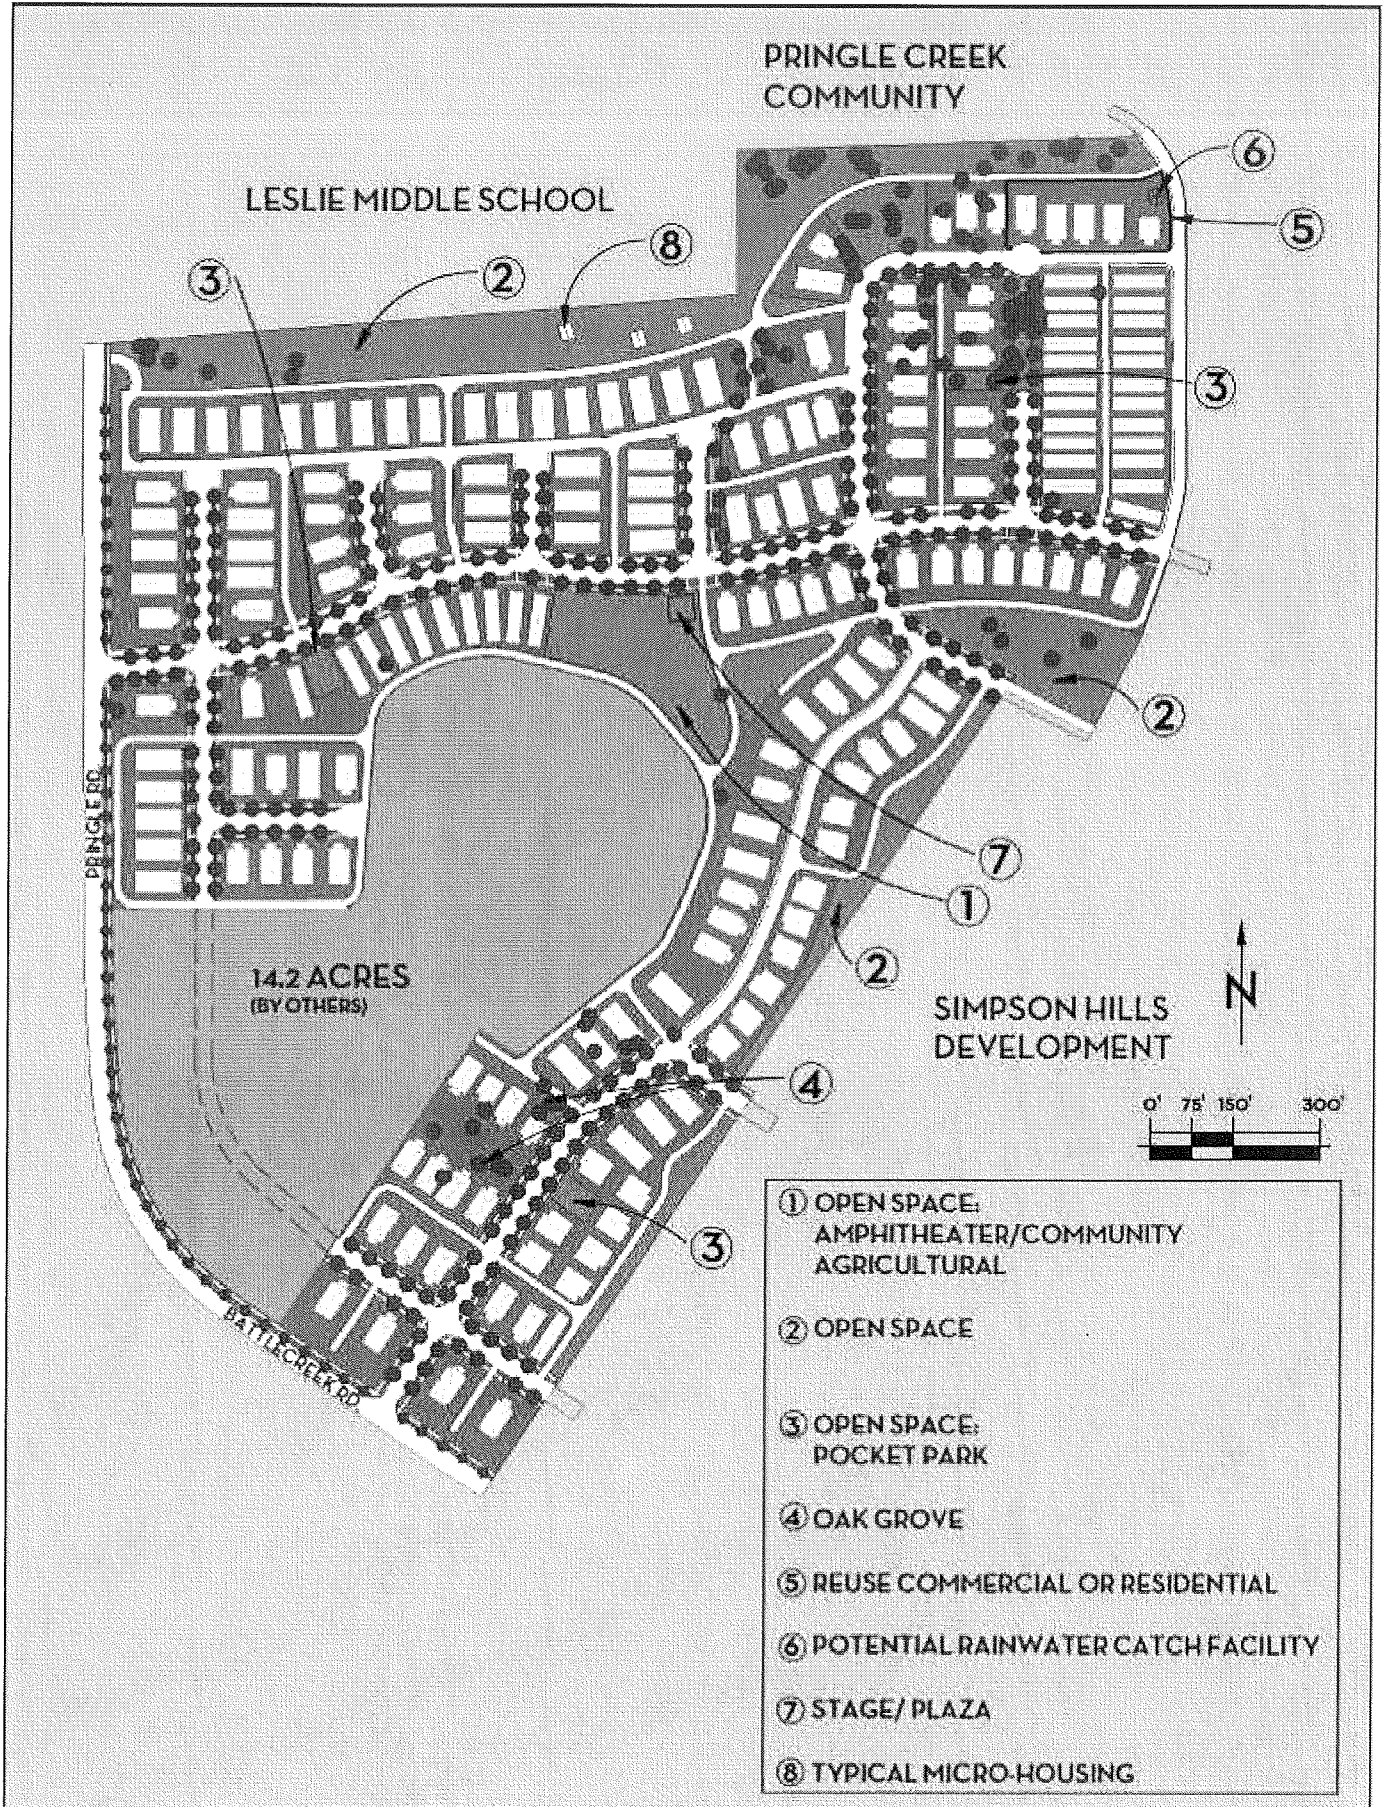 PRINGLE CREEK
COMMUNITY
⑥
LESLIE MIDDLE SCHOOL
⑤
⑧
③
②
③
②
PRINGLE RD
⑦
①
②
14.2 ACRES
(BY OTHERS)
N
SIMPSON HILLS
DEVELOPMENT
④
0' 75' 150' 300'
③
BATTLECREEK RD
① OPEN SPACE:
AMPHITHEATER/COMMUNITY
AGRICULTURAL
② OPEN SPACE
③ OPEN SPACE:
POCKET PARK
④ OAK GROVE
⑤ REUSE COMMERCIAL OR RESIDENTIAL
⑥ POTENTIAL RAINWATER CATCH FACILITY
⑦ STAGE/ PLAZA
⑧ TYPICAL MICRO-HOUSING